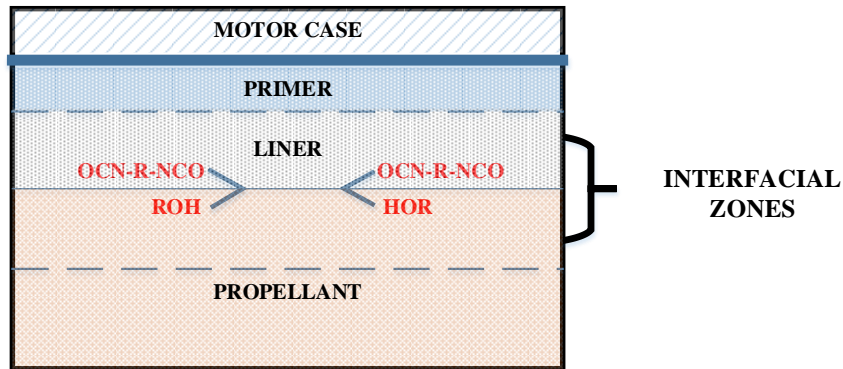 MOTOR CASE
PRIMER
LINER
OCN-R-NCO OCN-R-NCO
ROH HOR
INTERFACIAL
ZONES
PROPELLANT